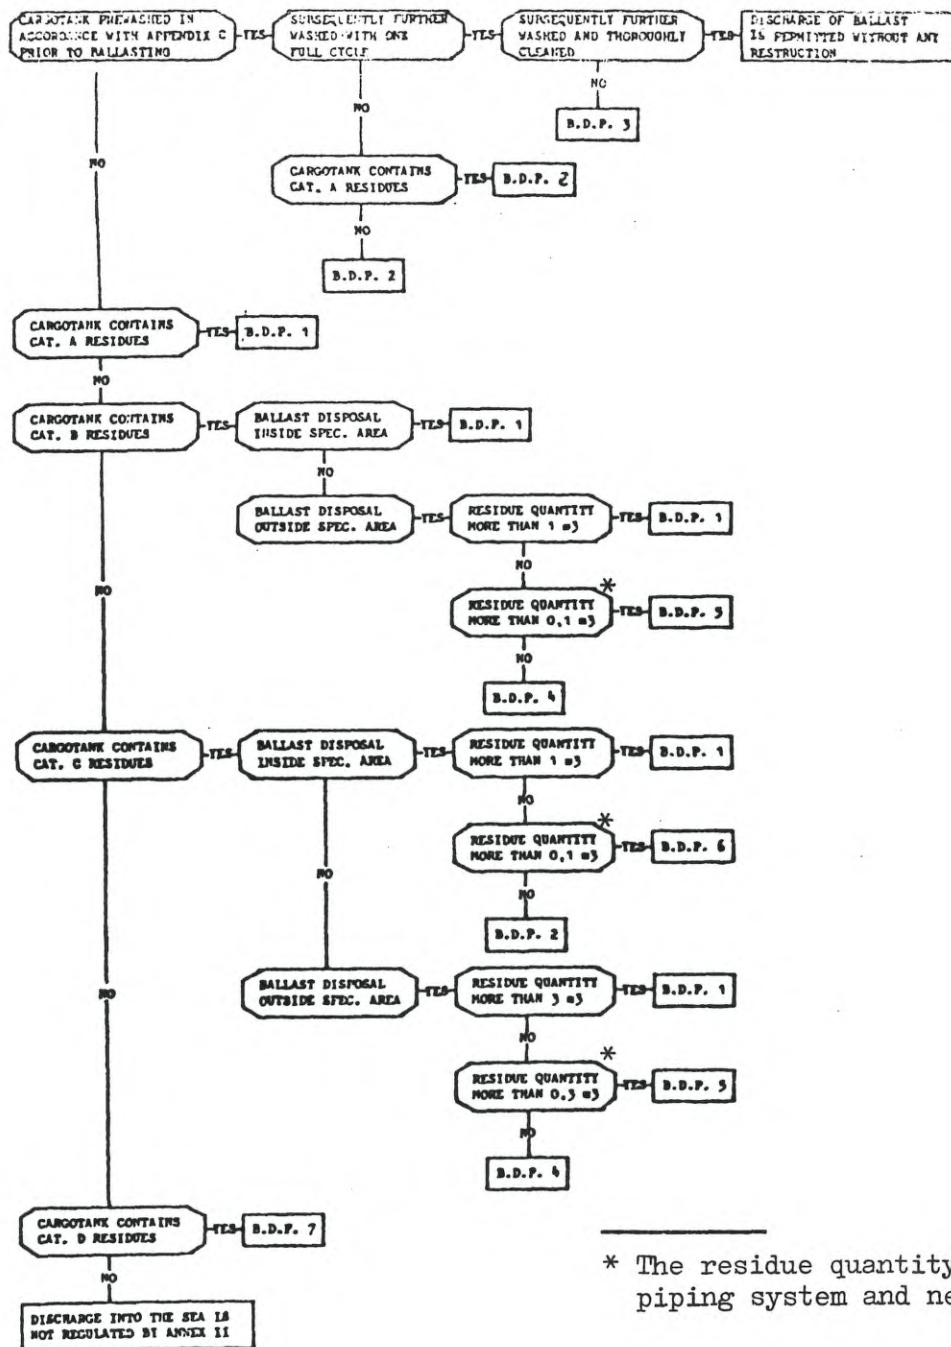 CARGOTANK PREWASHED IN
ACCORDANCE WITH APPENDIX C
PRIOR TO BALLASTING
YES
SUBSEQUENTLY FURTHER
WASHED WITH ONE
FULL CYCLE
YES
SUBSEQUENTLY FURTHER
WASHED AND THOROUGHLY
CLEANED
YES
DISCHARGE OF BALLAST
IS PERMITTED WITHOUT ANY
RESTRUCTION
NO
B.D.P. 3
NO
CARGOTANK CONTAINS
CAT. A RESIDUES
YES
B.D.P. 2
NO
B.D.P. 2
NO
CARGOTANK CONTAINS
CAT. A RESIDUES
YES
B.D.P. 1
NO
CARGOTANK CONTAINS
CAT. B RESIDUES
YES
BALLAST DISPOSAL
INSIDE SPEC. AREA
YES
B.D.P. 1
NO
BALLAST DISPOSAL
OUTSIDE SPEC. AREA
YES
RESIDUE QUANTITY
MORE THAN 1 m3
YES
B.D.P. 1
NO
RESIDUE QUANTITY *
MORE THAN 0,1 m3
YES
B.D.P. 5
NO
B.D.P. 4
NO
CARGOTANK CONTAINS
CAT. C RESIDUES
YES
BALLAST DISPOSAL
INSIDE SPEC. AREA
YES
RESIDUE QUANTITY
MORE THAN 1 m3
YES
B.D.P. 1
NO
RESIDUE QUANTITY *
MORE THAN 0,1 m3
YES
B.D.P. 6
NO
B.D.P. 2
NO
BALLAST DISPOSAL
OUTSIDE SPEC. AREA
YES
RESIDUE QUANTITY
MORE THAN 3 m3
YES
B.D.P. 1
NO
RESIDUE QUANTITY *
MORE THAN 0,3 m3
YES
B.D.P. 5
NO
B.D.P. 4
NO
CARGOTANK CONTAINS
CAT. D RESIDUES
YES
B.D.P. 7
NO
DISCHARGE INTO THE SEA IS
NOT REGULATED BY ANNEX II
* The residue quantity
piping system and ne